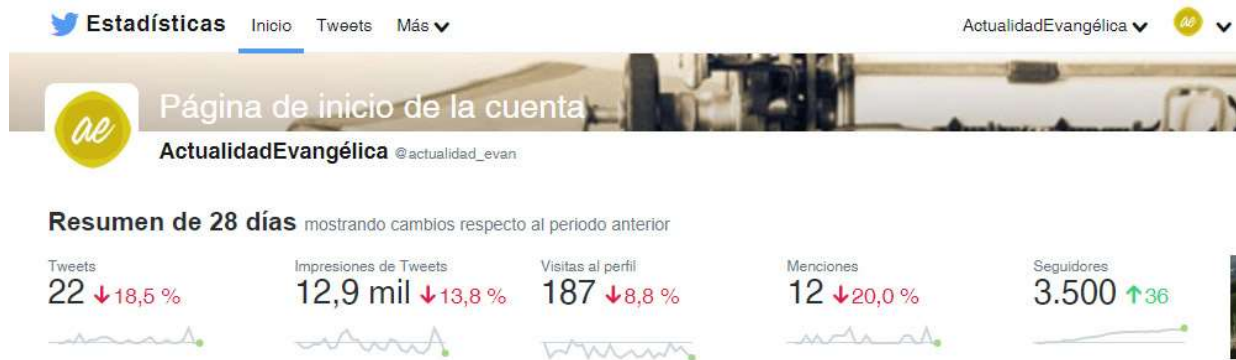 Estadísticas Inicio Tweets Más ActualidadEvangélica ae
Página de inicio de la cuenta
ae
ActualidadEvangélica @actualidad_evan
Resumen de 28 días mostrando cambios respecto al periodo anterior
Tweets Impresiones de Tweets Visitas al perfil Menciones Seguidores
22 ↓18,5 % 12,9 mil ↓13,8 % 187 ↓8,8 % 12 ↓20,0 % 3.500 ↑36